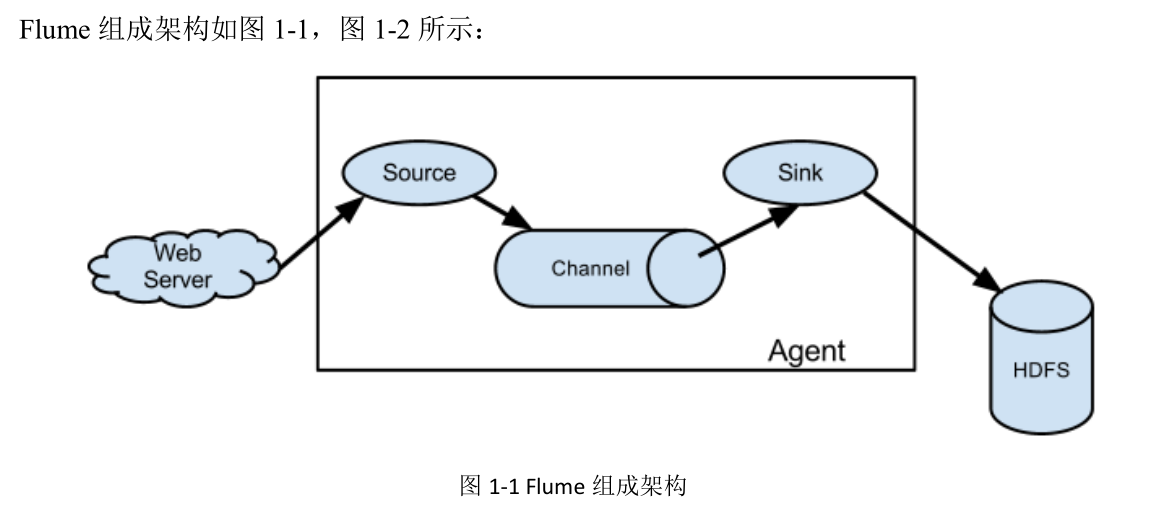 Flume 组成架构如图 1-1，图 1-2 所示：
Source
Sink
Web
Server
Channel
Agent
HDFS
图 1-1 Flume 组成架构